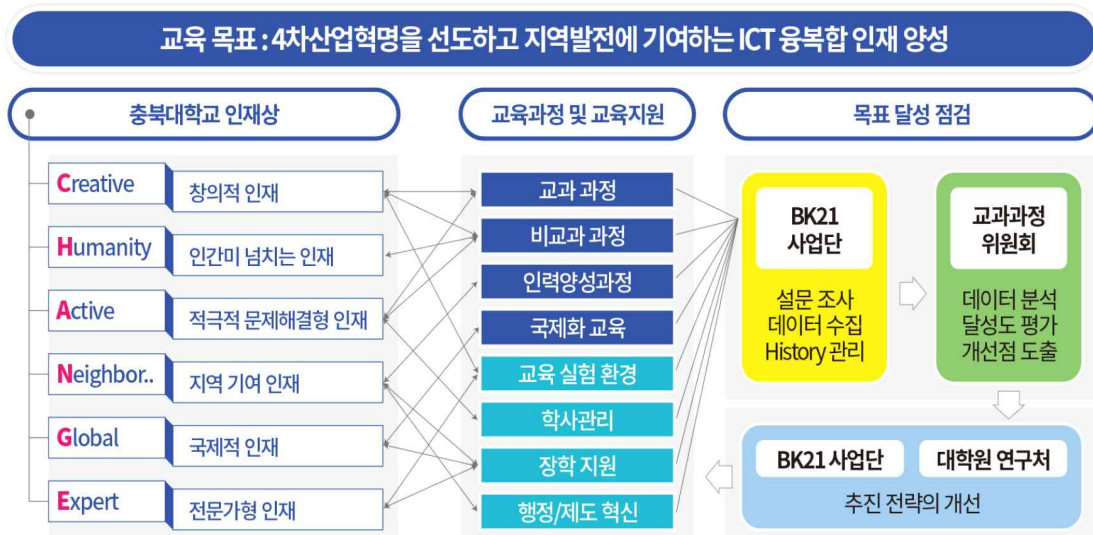 교육 목표 : 4차산업혁명을 선도하고 지역발전에 기여하는 ICT 융복합 인재 양성
충북대학교 인재상
Creative
창의적 인재
Humanity
인간미 넘치는 인재
Active
적극적 문제해결형 인재
Neighbor..
지역 기여 인재
Global
국제적 인재
Expert
전문가형 인재
교육과정 및 교육지원
교과 과정
비교과 과정
인력양성과정
국제화 교육
교육 실험 환경
학사관리
장학 지원
행정/제도 혁신
목표 달성 점검
BK21
사업단
설문 조사
데이터 수집
History 관리
교과과정
위원회
데이터 분석
달성도 평가
개선점 도출
BK21 사업단
대학원 연구처
추진 전략의 개선